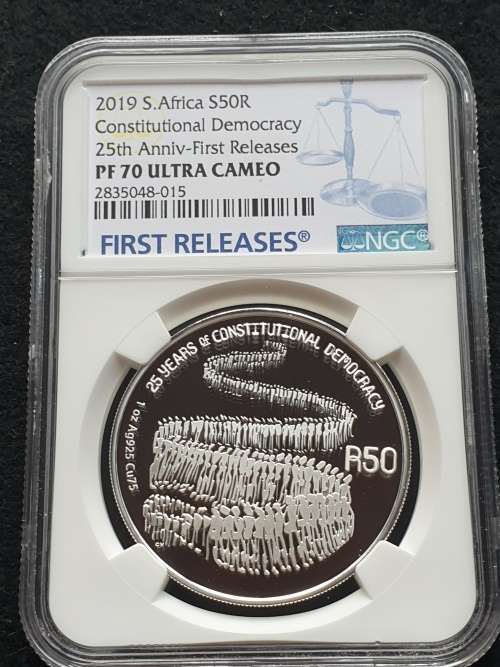 2019 S.Africa S50R
Constitutional Democracy
25th Anniv-First Releases
PF 70 ULTRA CAMEO
2835048-015
FIRST RELEASES®
NGC®
25 YEARS of CONSTITUTIONAL DEMOCRACY
1 oz Ag925 Cu75
R50